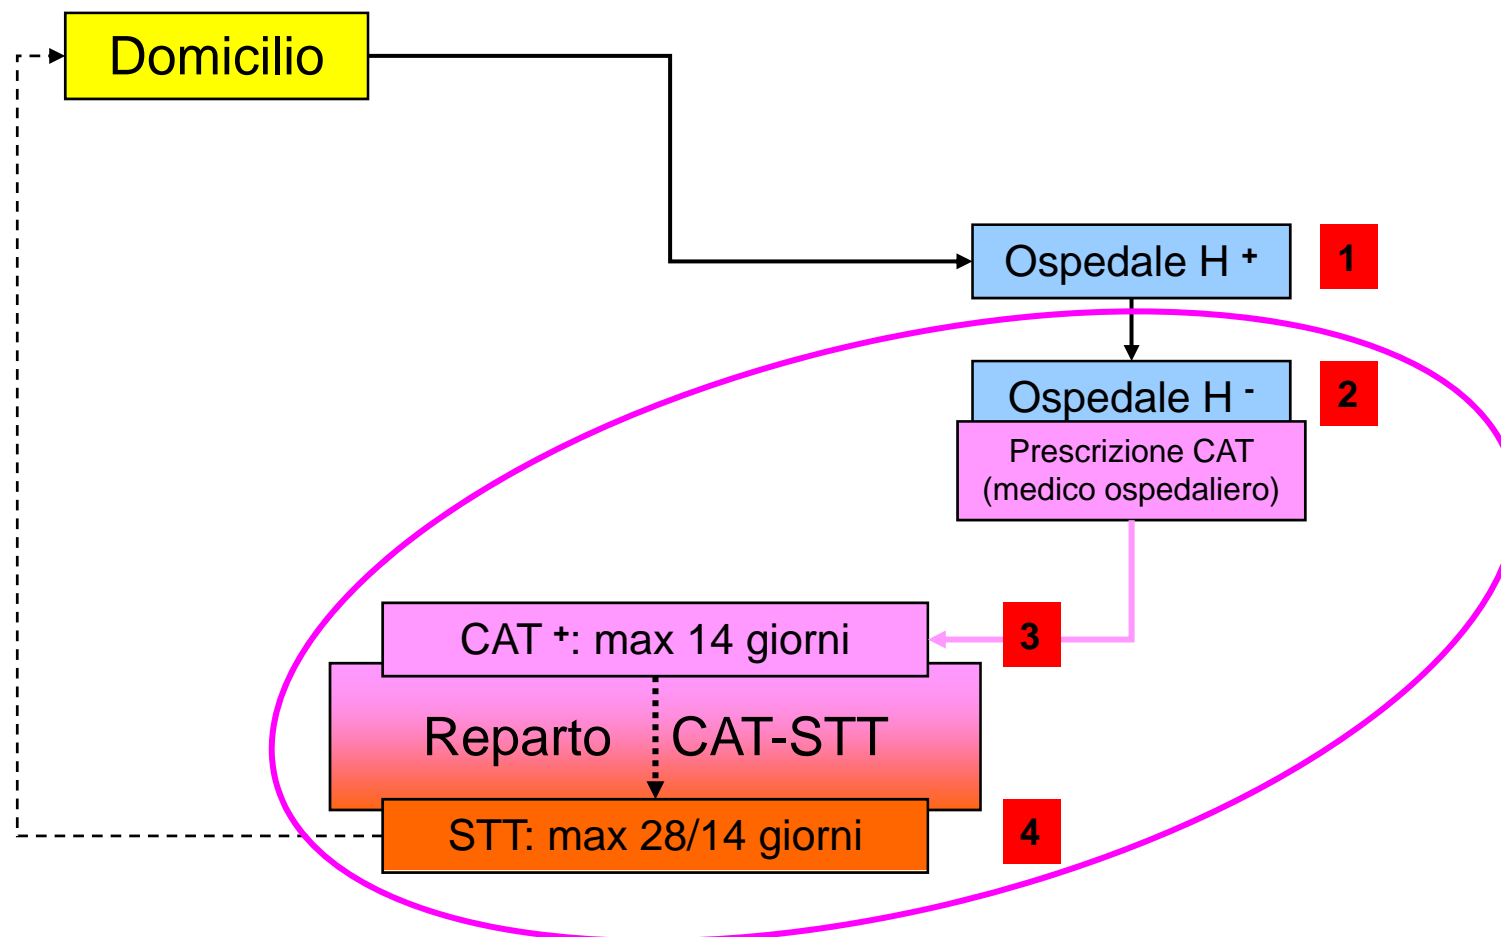 Domicilio
Ospedale H +
1
Ospedale H -
2
Prescrizione CAT
(medico ospedaliero)
CAT +: max 14 giorni
3
Reparto CAT-STT
STT: max 28/14 giorni
4